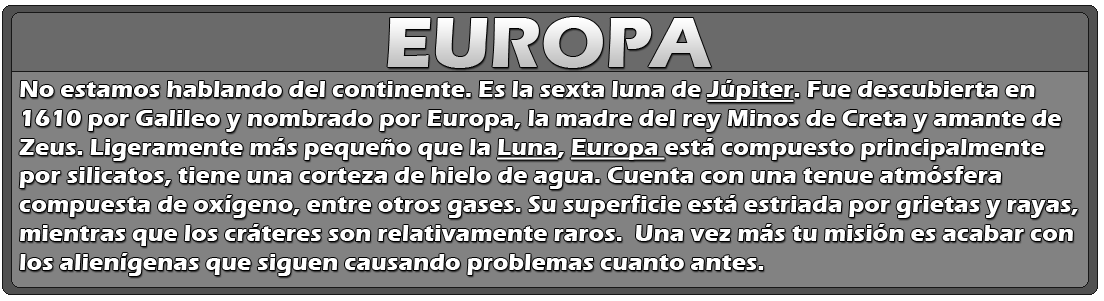 EUROPA
No estamos hablando del continente. Es la sexta luna de Júpiter. Fue descubierta en
1610 por Galileo y nombrado por Europa, la madre del rey Minos de Creta y amante de
Zeus. Ligeramente más pequeño que la Luna, Europa está compuesto principalmente
por silicatos, tiene una corteza de hielo de agua. Cuenta con una tenue atmósfera
compuesta de oxígeno, entre otros gases. Su superficie está estriada por grietas y rayas,
mientras que los cráteres son relativamente raros. Una vez más tu misión es acabar con
los alienígenas que siguen causando problemas cuanto antes.